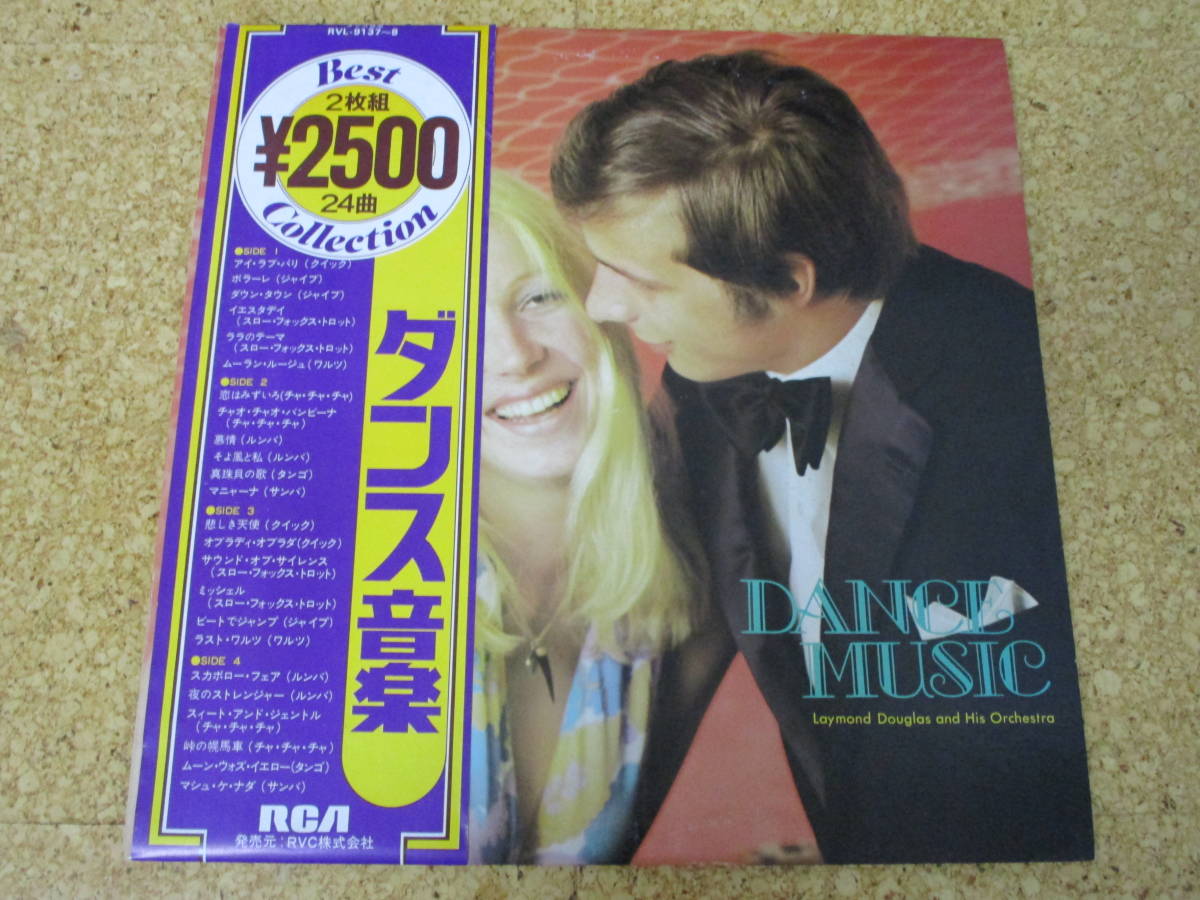 RVL-9137~8
Best
2枚組
¥2500
24曲
Collection
●SIDE 1
アイ・ラブ・パリ（クイック）
ボラーレ（ジャイブ）
ダウン・タウン（ジャイブ）
イエスタデイ
（スロー・フォックス・トロット）
ララのテーマ
（スロー・フォックス・トロット）
ムーラン・ルージュ（ワルツ）
●SIDE 2
恋はみずいろ(チャ・チャ・チャ)
チャオ・チャオ・バンビーナ
（チャ・チャ・チャ）
慕情（ルンバ）
そよ風と私（ルンバ）
真珠貝の歌（タンゴ）
マニャーナ（サンバ）
●SIDE 3
悲しき天使（クイック）
オブラディ・オブラダ(クイック)
サウンド・オブ・サイレンス
（スロー・フォックス・トロット）
ミッシェル
（スロー・フォックス・トロット）
ビートでジャンプ（ジャイブ）
ラスト・ワルツ（ワルツ）
●SIDE 4
スカボロー・フェア（ルンバ）
夜のストレンジャー（ルンバ）
スィート・アンド・ジェントル
（チャ・チャ・チャ）
峠の幌馬車（チャ・チャ・チャ）
ムーン・ウォズ・イエロー(タンゴ)
マシュ・ケ・ナダ（サンバ）
ダンス音楽
RCA
発売元：RVC株式会社
DANCE
MUSIC
Laymond Douglas and His Orchestra